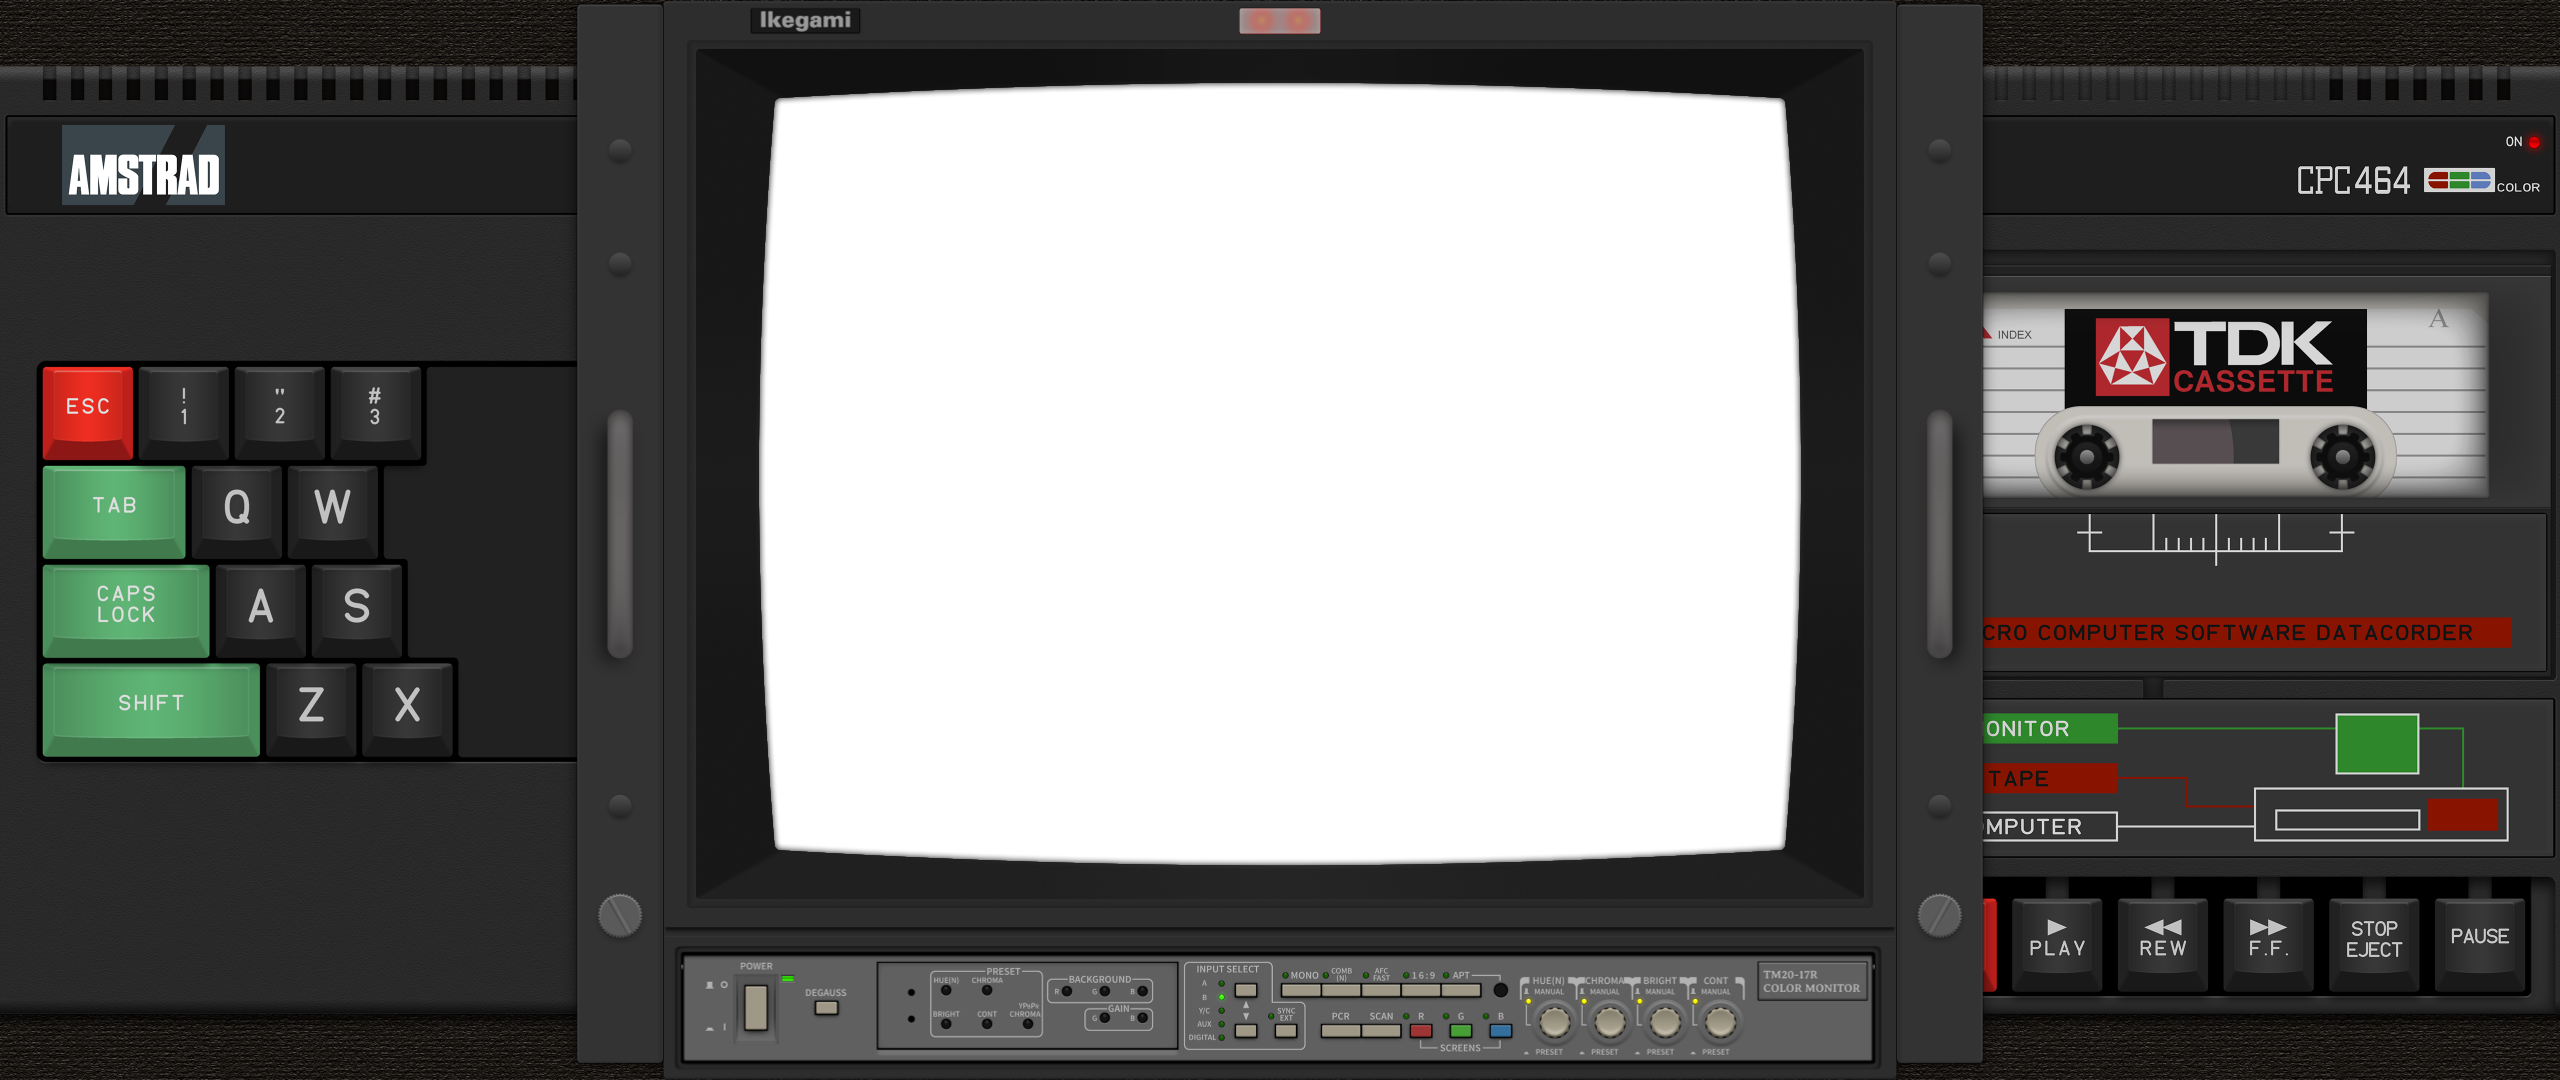 Ikegami
AMSTRAD
ON
CPC464
COLOR
ESC
!
1
"
2
#
3
TAB
Q
W
CAPS
LOCK
A
S
SHIFT
Z
X
INDEX
A
TDK
CASSETTE
CRO COMPUTER SOFTWARE DATACORDER
ONITOR
TAPE
MPUTER
PLAY
REW
F.F.
STOP
EJECT
PAUSE
POWER
DEGAUSS
PRESET
HUE(N)
CHROMA
BRIGHT
CONT
YPBPR
CHROMA
BACKGROUND
R
G
B
GAIN
G
B
INPUT SELECT
A
B
Y/C
AUX
DIGITAL
SYNC
EXT
MONO
COMB
(N)
AFC
FAST
16:9
APT
PCR
SCAN
R
G
B
SCREENS
HUE(N)
MANUAL
PRESET
CHROMA
MANUAL
PRESET
BRIGHT
MANUAL
PRESET
CONT
MANUAL
PRESET
TM20-17R
COLOR MONITOR